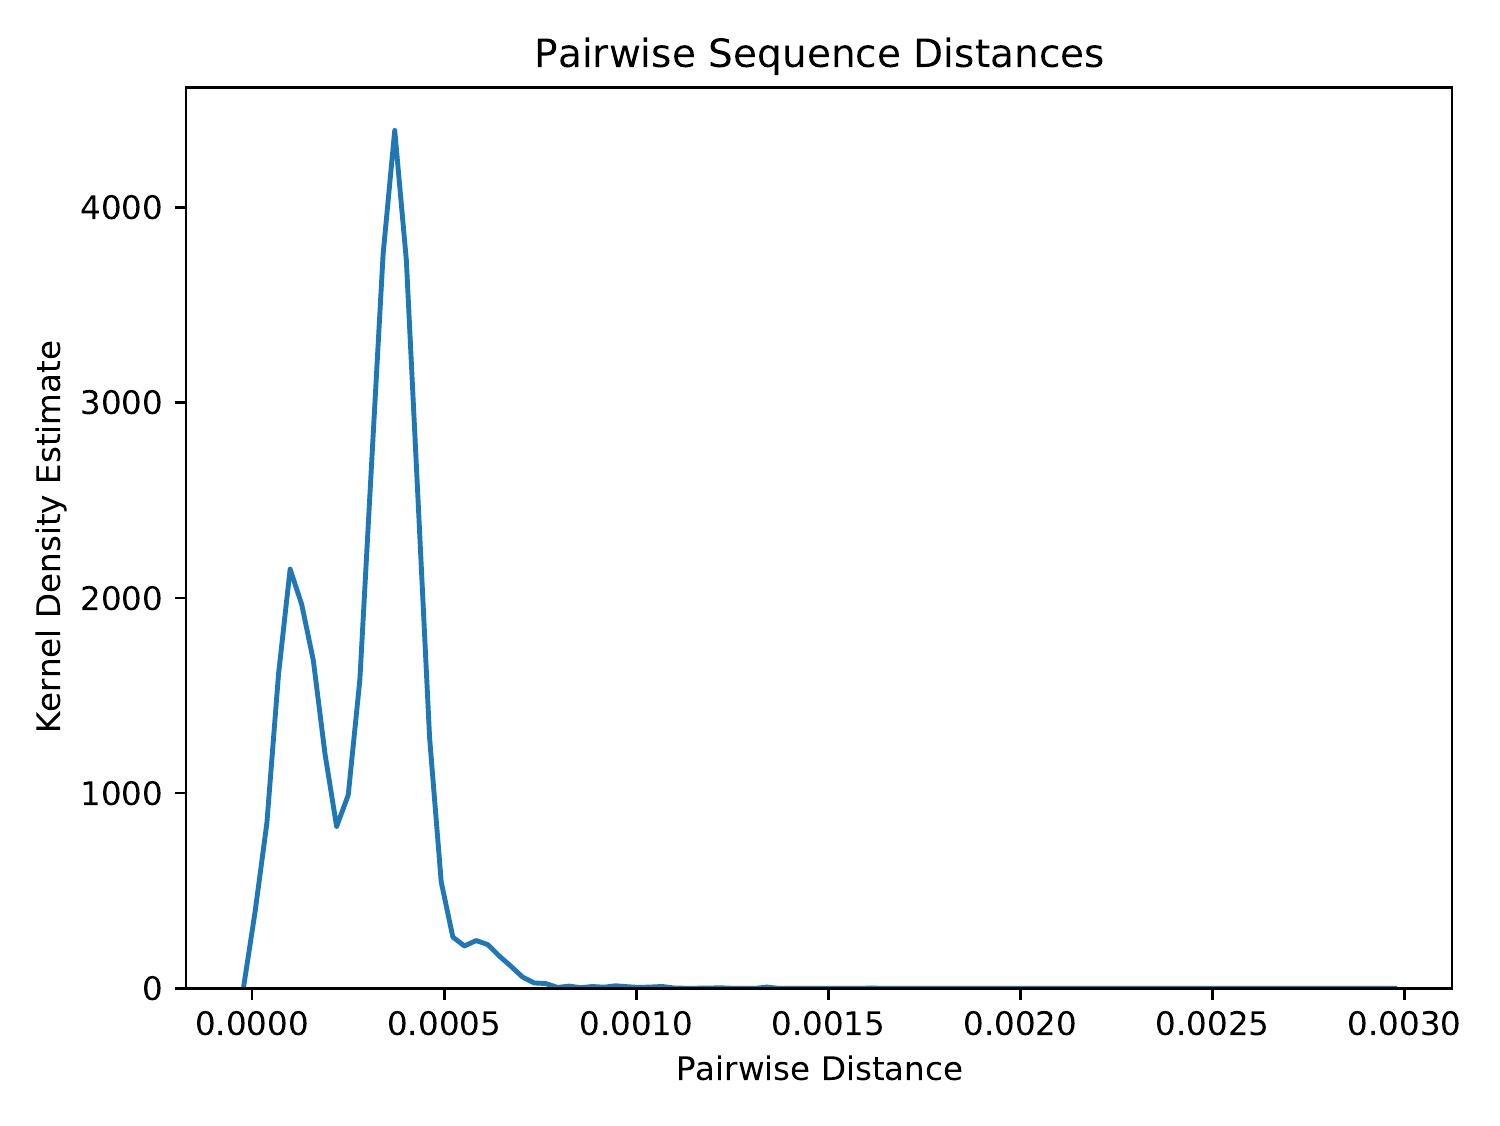 Pairwise Sequence Distances
Kernel Density Estimate
4000
3000
2000
1000
0
0.0000 0.0005 0.0010 0.0015 0.0020 0.0025 0.0030
Pairwise Distance